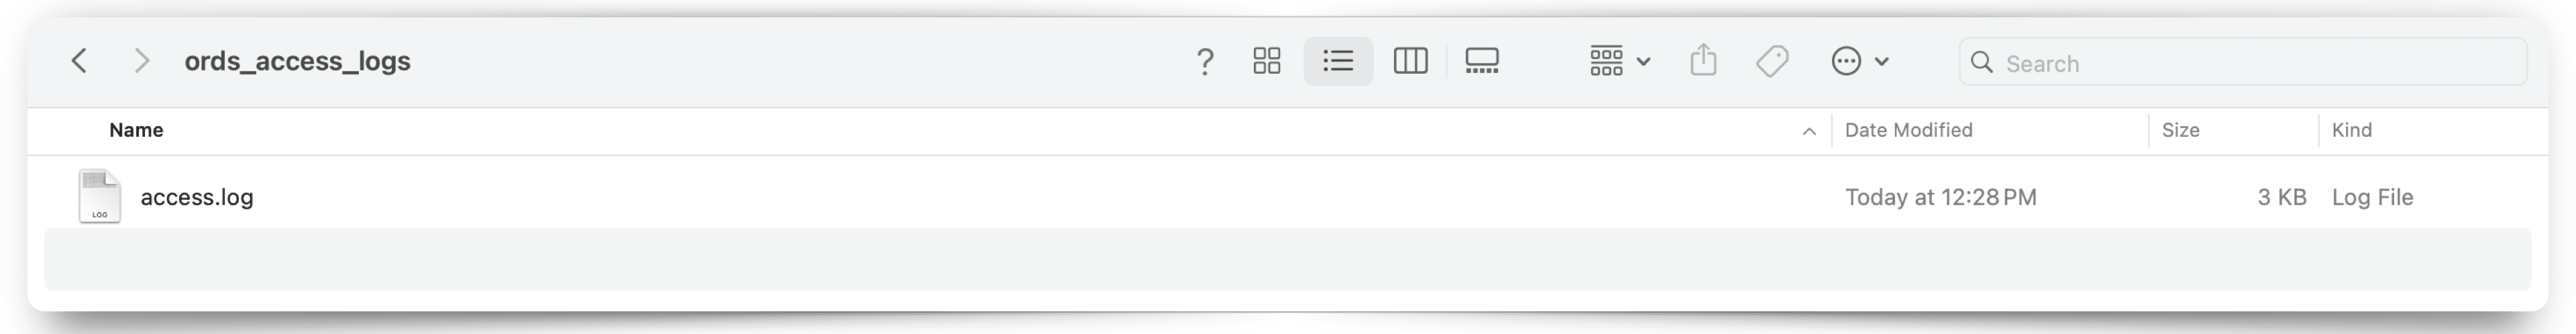 ords_access_logs
?
Search
Name Date Modified Size Kind
LOG access.log Today at 12:28 PM 3 KB Log File